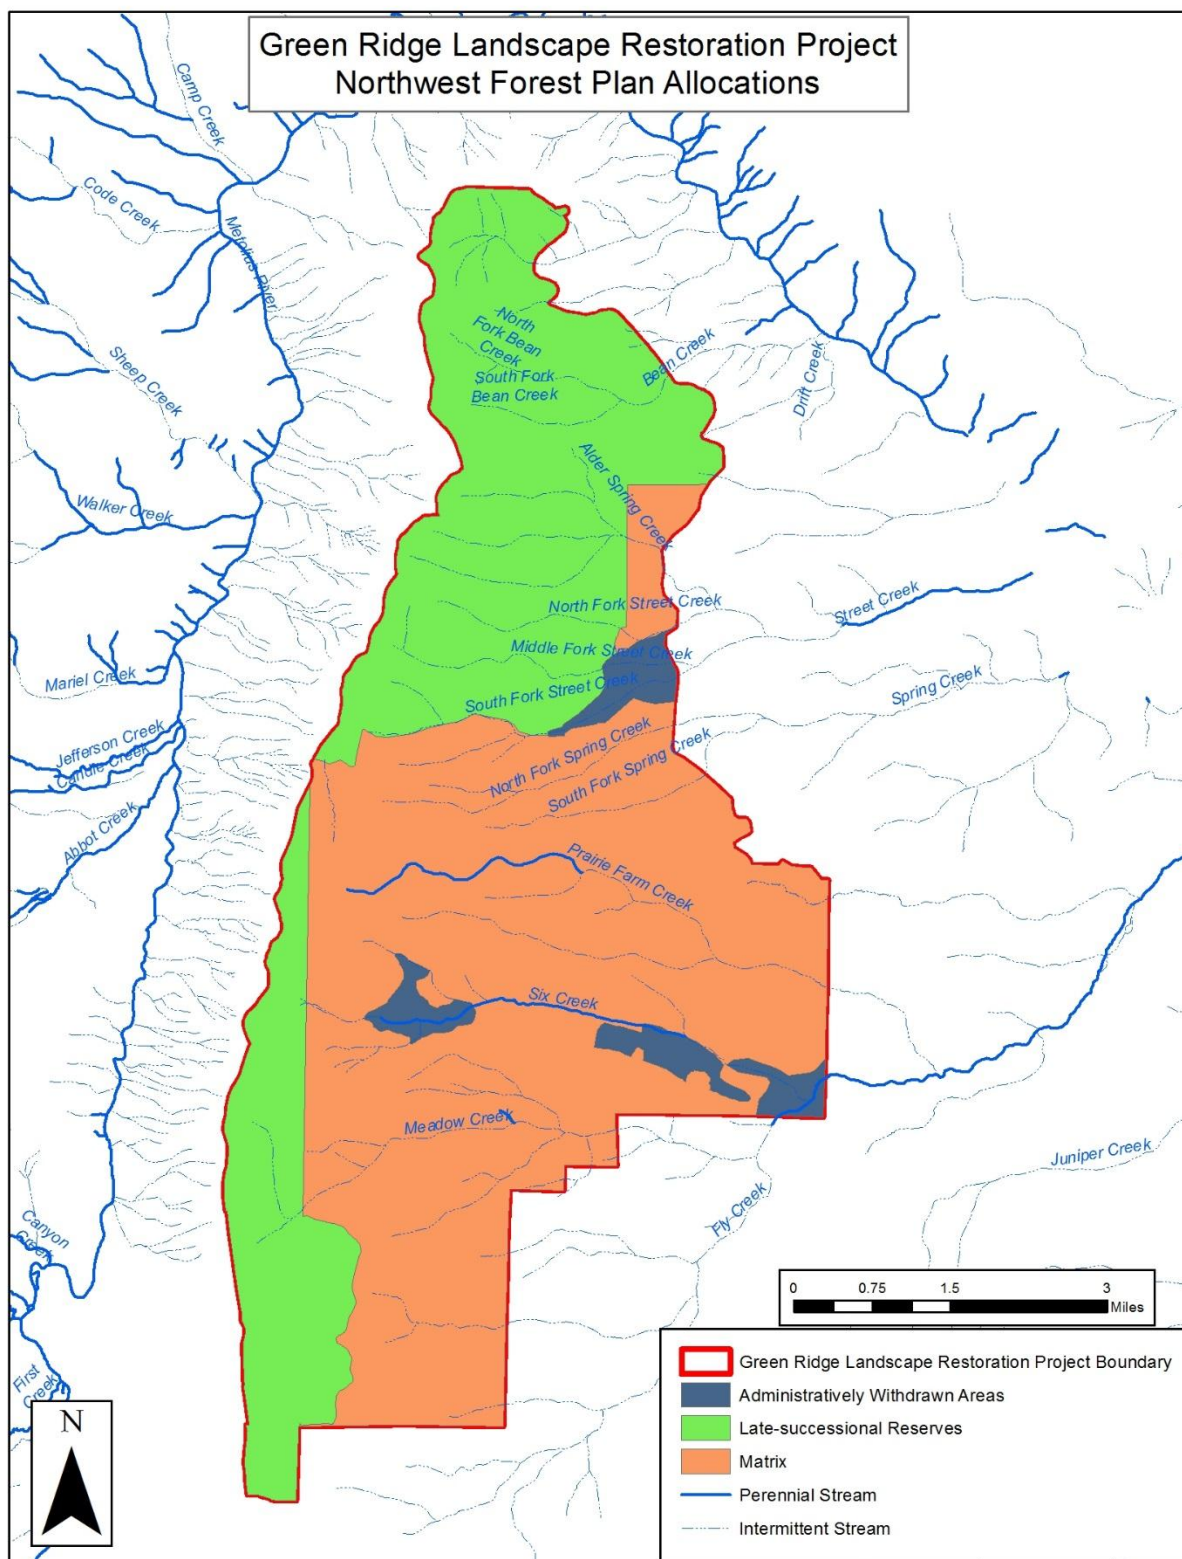 Green Ridge Landscape Restoration Project
Northwest Forest Plan Allocations
Camp Creek
Code Creek
Metolius River
Sheep Creek
North
Fork Bean
Creek
South Fork
Bean Creek
Bean Creek
Drift Creek
Alder Spring Creek
Walker Creek
North Fork Street Creek
Street Creek
Middle Fork Street Creek
Mariel Creek
South Fork Street Creek
Spring Creek
Jefferson Creek
Candle Creek
North Fork Spring Creek
South Fork Spring Creek
Abbot Creek
Prairie Farm Creek
Six Creek
Meadow Creek
Juniper Creek
Fly Creek
Canyon
Creek
First
Creek
0 0.75 1.5 3
Miles
N
Green Ridge Landscape Restoration Project Boundary
Administratively Withdrawn Areas
Late-successional Reserves
Matrix
Perennial Stream
Intermittent Stream